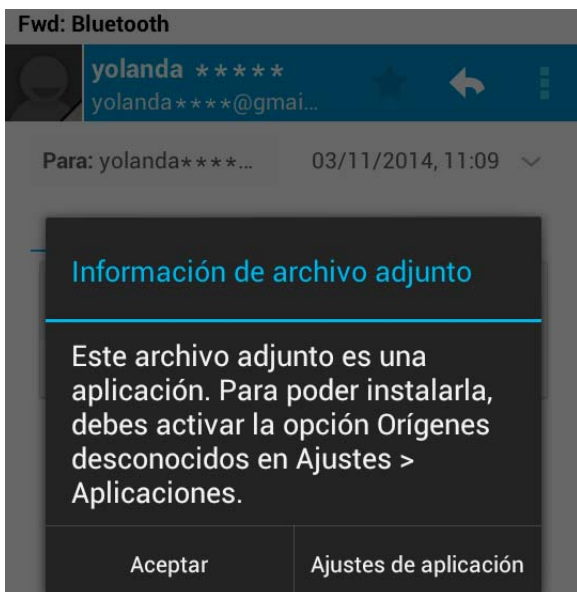 Fwd: Bluetooth
yolanda *****
yolanda****@gmai...
Para: yolanda****... 03/11/2014, 11:09
Información de archivo adjunto
Este archivo adjunto es una
aplicación. Para poder instalarla,
debes activar la opción Orígenes
desconocidos en Ajustes >
Aplicaciones.
Aceptar Ajustes de aplicación